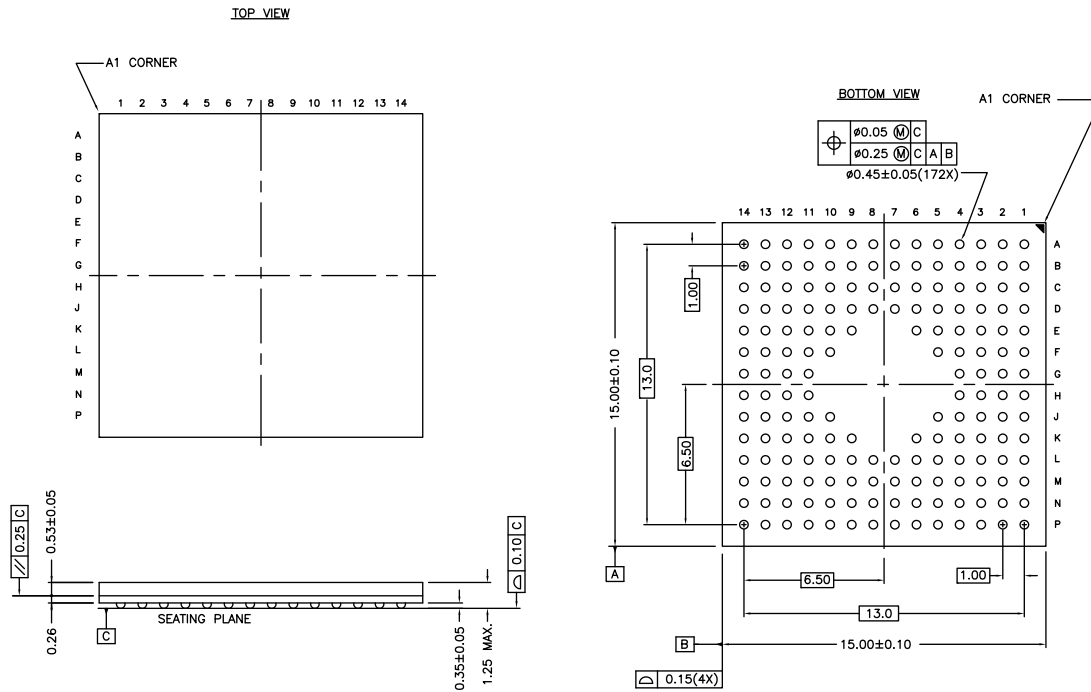 TOP VIEW
A1 CORNER
1 2 3 4 5 6 7 8 9 10 11 12 13 14
A
B
C
D
E
F
G
H
J
K
L
M
N
P
0.25 C
0.53±0.05
0.26
C
SEATING PLANE
0.35±0.05
1.25 MAX.
0.10 C
BOTTOM VIEW
A1 CORNER
ø0.05 Ⓜ C
ø0.25 Ⓜ C A B
ø0.45±0.05(172X)
14 13 12 11 10 9 8 7 6 5 4 3 2 1
A
B
C
D
E
F
G
H
J
K
L
M
N
P
1.00
15.00±0.10
13.0
6.50
A
6.50
1.00
13.0
B
15.00±0.10
0.15(4X)